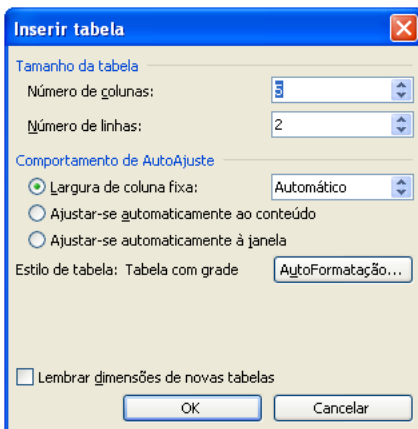 Inserir tabela
Tamanho da tabela
Número de colunas: 5
Número de linhas: 2
Comportamento de AutoAjuste
Largura de coluna fixa: Automático
Ajustar-se automaticamente ao conteúdo
Ajustar-se automaticamente à janela
Estilo de tabela: Tabela com grade AutoFormatação...
Lembrar dimensões de novas tabelas
OK Cancelar